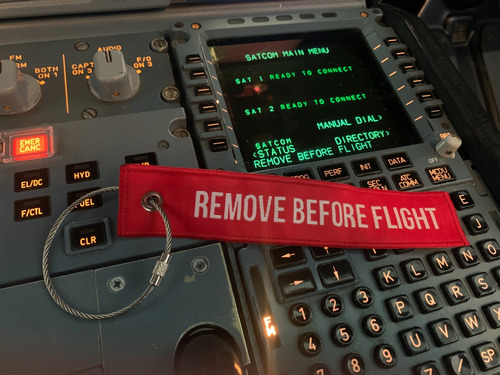 AUDIO
BOTH
ON 1
CAPT
ON 3
F/O
ON 3
EMER
CANC
EL/DC
HYD
F/CTL
CLR
SATCOM MAIN MENU
SAT 1 READY TO CONNECT
SAT 2 READY TO CONNECT
MANUAL DIAL>
SATCOM
<STATUS
DIRECTORY>
REMOVE BEFORE FLIGHT
PERF
INIT
DATA
OFF
ATC
COMM
MCDU
MENU
REMOVE BEFORE FLIGHT
E
J
K
L
M
N
O
1
2
3
P
Q
R
S
4
5
6
U
V
W
X
7
8
9
Z
/
SP